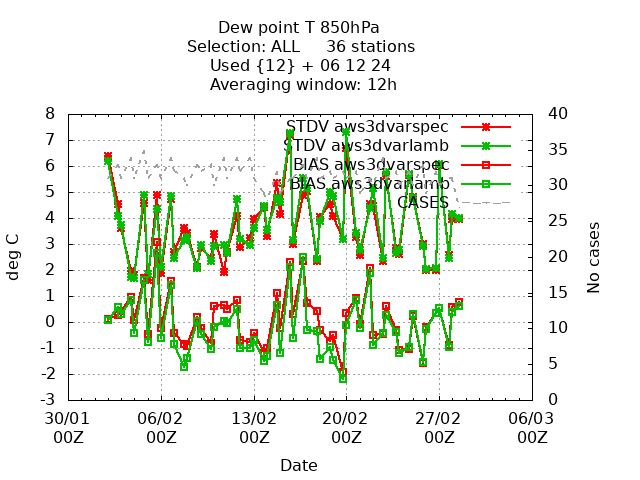 Dew point T 850hPa
Selection: ALL     36 stations
Used {12} + 06 12 24
Averaging window: 12h
STDV aws3dvarspec
STDV aws3dvarlamb
BIAS aws3dvarspec
BIAS aws3dvarlamb
CASES
deg C
8
7
6
5
4
3
2
1
0
-1
-2
-3
No cases
40
35
30
25
20
15
10
5
0
30/01 06/02 13/02 20/02 27/02 06/03
00Z 00Z 00Z 00Z 00Z 00Z
Date